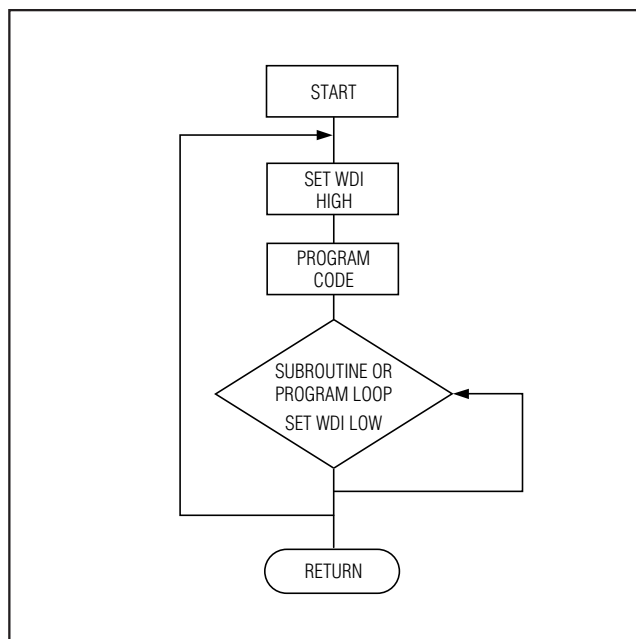 START
SET WDI
HIGH
PROGRAM
CODE
SUBROUTINE OR
PROGRAM LOOP
SET WDI LOW
RETURN